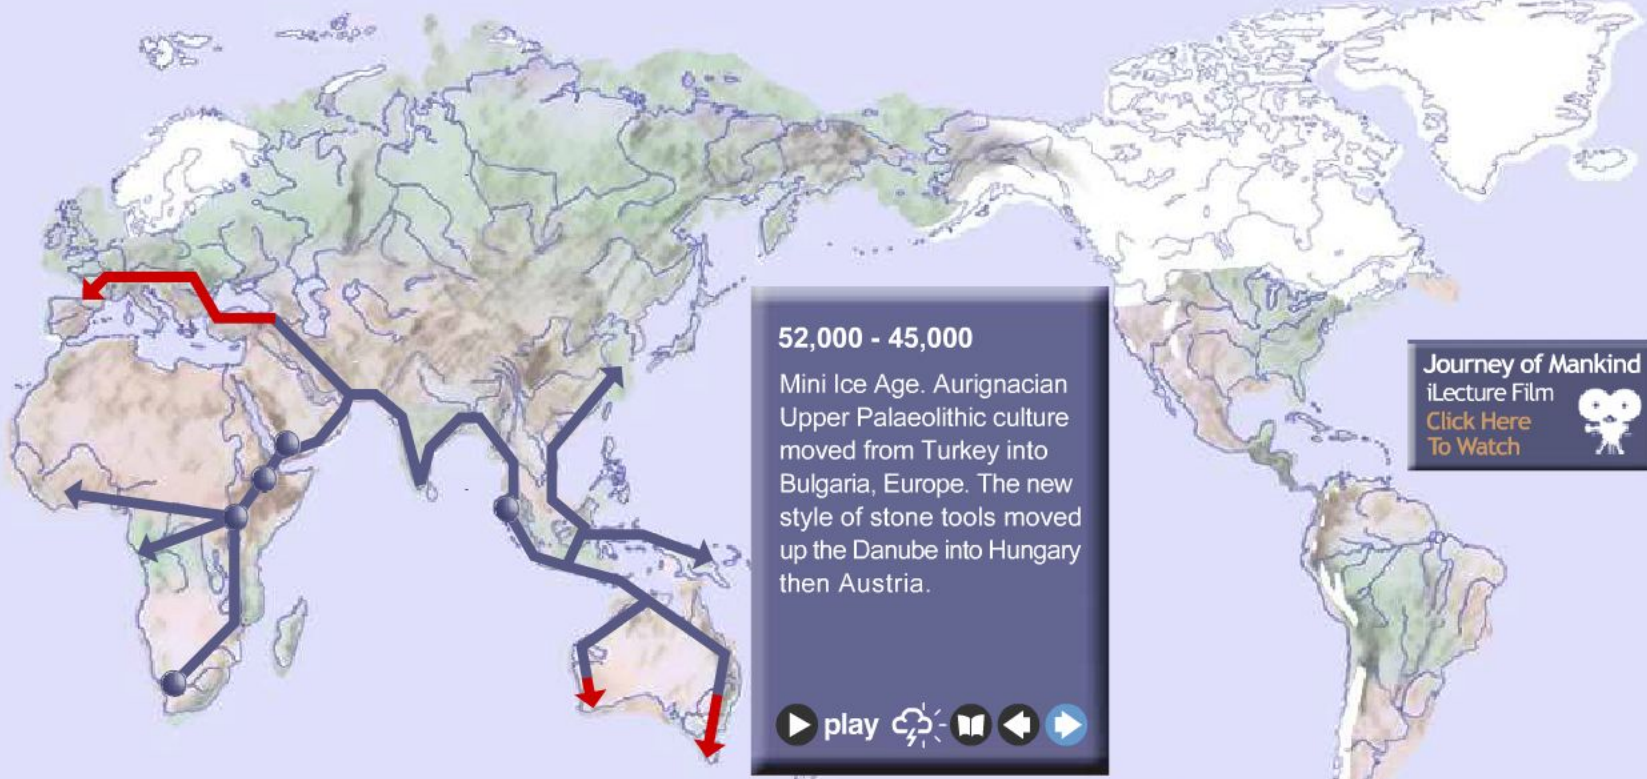 52,000 - 45,000
Mini Ice Age. Aurignacian
Upper Palaeolithic culture
moved from Turkey into
Bulgaria, Europe. The new
style of stone tools moved
up the Danube into Hungary
then Austria.
play
Journey of Mankind
iLecture Film
Click Here
To Watch